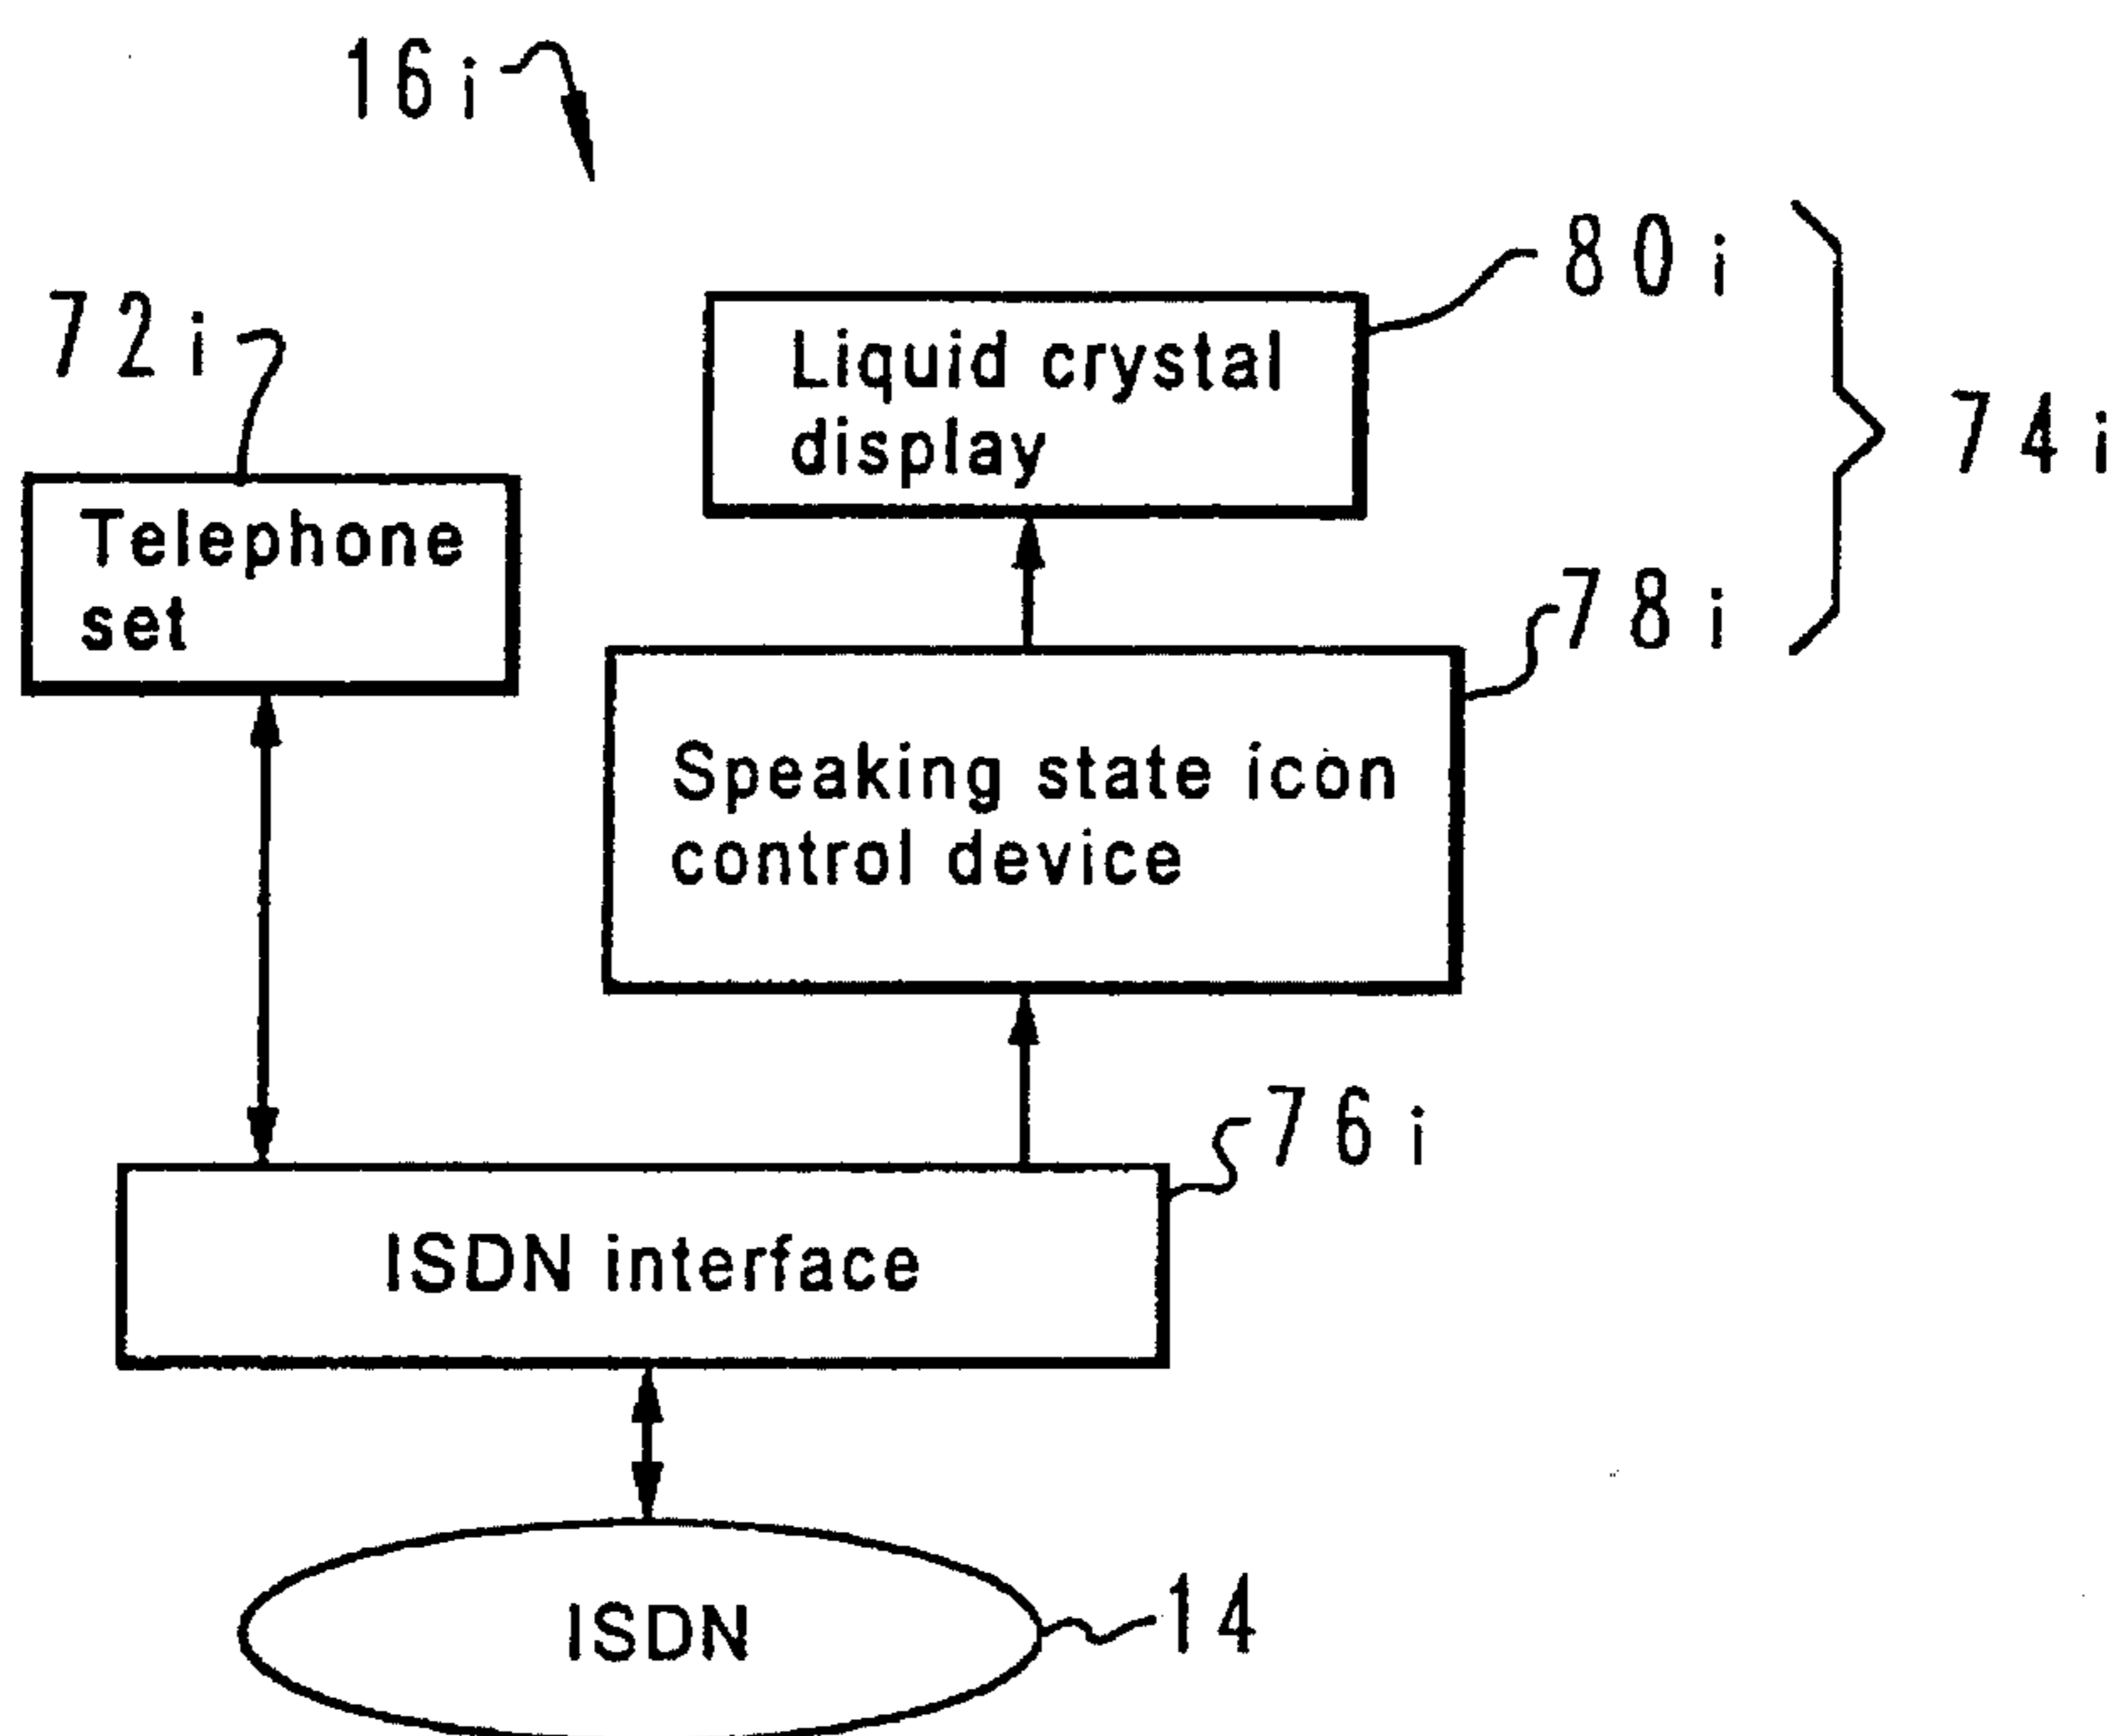 16i
80i
72i
Liquid crystal
display
74i
Telephone
set
78i
Speaking state icon
control device
76i
ISDN interface
ISDN
14